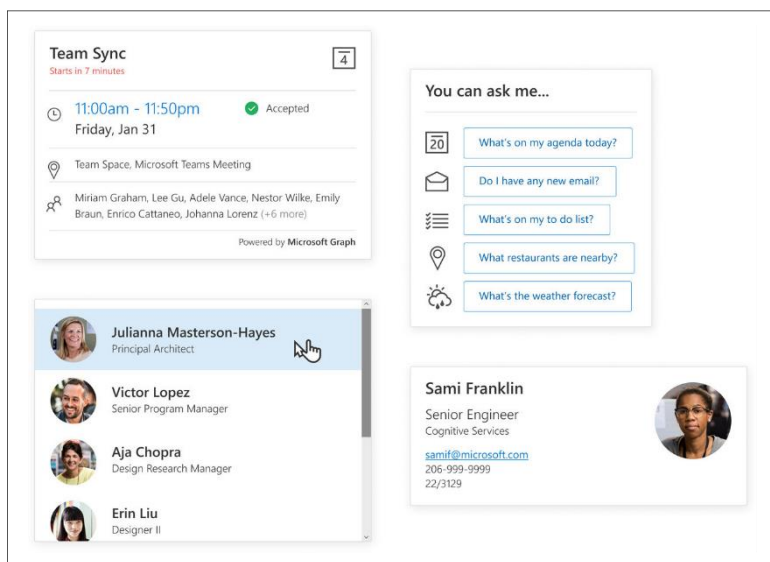 Team Sync
Starts in 7 minutes
4
11:00am - 11:50pm
Accepted
Friday, Jan 31
Team Space, Microsoft Teams Meeting
Miriam Graham, Lee Gu, Adele Vance, Nestor Wilke, Emily
Braun, Enrico Cattaneo, Johanna Lorenz (+6 more)
Powered by Microsoft Graph
You can ask me...
20
What's on my agenda today?
Do I have any new email?
What's on my to do list?
What restaurants are nearby?
What's the weather forecast?
Julianna Masterson-Hayes
Principal Architect
Victor Lopez
Senior Program Manager
Aja Chopra
Design Research Manager
Erin Liu
Designer II
Sami Franklin
Senior Engineer
Cognitive Services
samif@microsoft.com
206-999-9999
22/3129